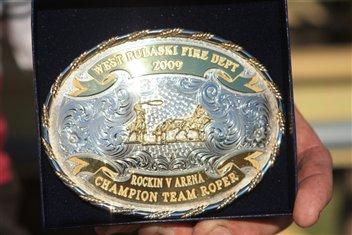 WEST PULASKI FIRE DEPT
2009
ROCKIN V ARENA
CHAMPION TEAM ROPER